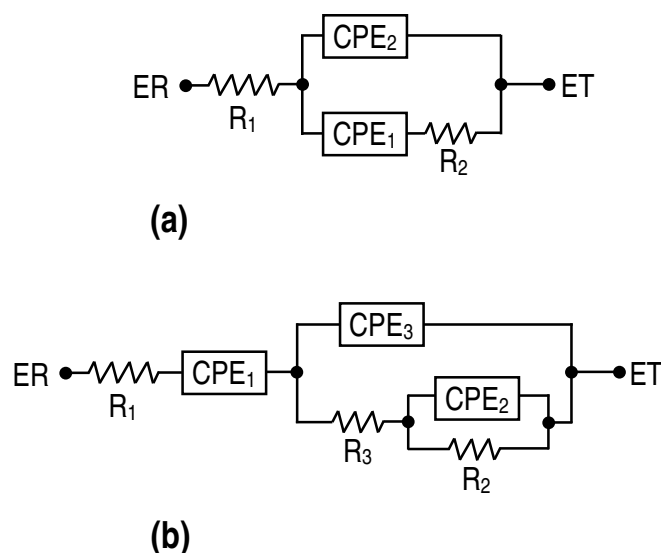 CPE₂
ER
ET
R₁
CPE₁
R₂
(a)
CPE₃
ER
CPE₁
CPE₂
ET
R₁
R₃
R₂
(b)